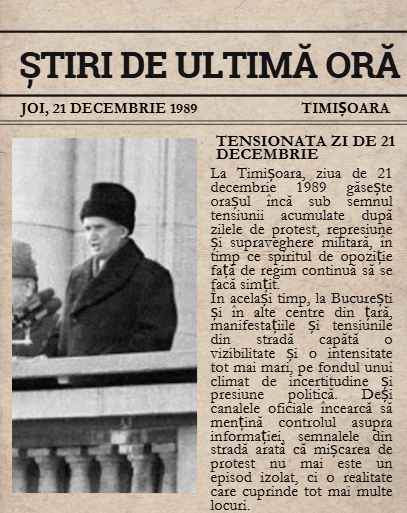 ȘTIRI DE ULTIMĂ ORĂ
JOI, 21 DECEMBRIE 1989
TIMIȘOARA
TENSIONATA ZI DE 21
DECEMBRIE
La Timișoara, ziua de 21
decembrie 1989 găsește
orașul încă sub semnul
tensiunii acumulate după
zilele de protest, represiune
și supraveghere militară, în
timp ce spiritul de opoziție
față de regim continuă să se
facă simțit.
În același timp, la București
și în alte centre din țară,
manifestațiile și tensiunile
din stradă capătă o
vizibilitate și o intensitate
tot mai mari, pe fondul unui
climat de incertitudine și
presiune politică. Deși
canalele oficiale încearcă să
mențină controlul asupra
informației, semnalele din
stradă arată că mișcarea de
protest nu mai este un
episod izolat, ci o realitate
care cuprinde tot mai multe
locuri.